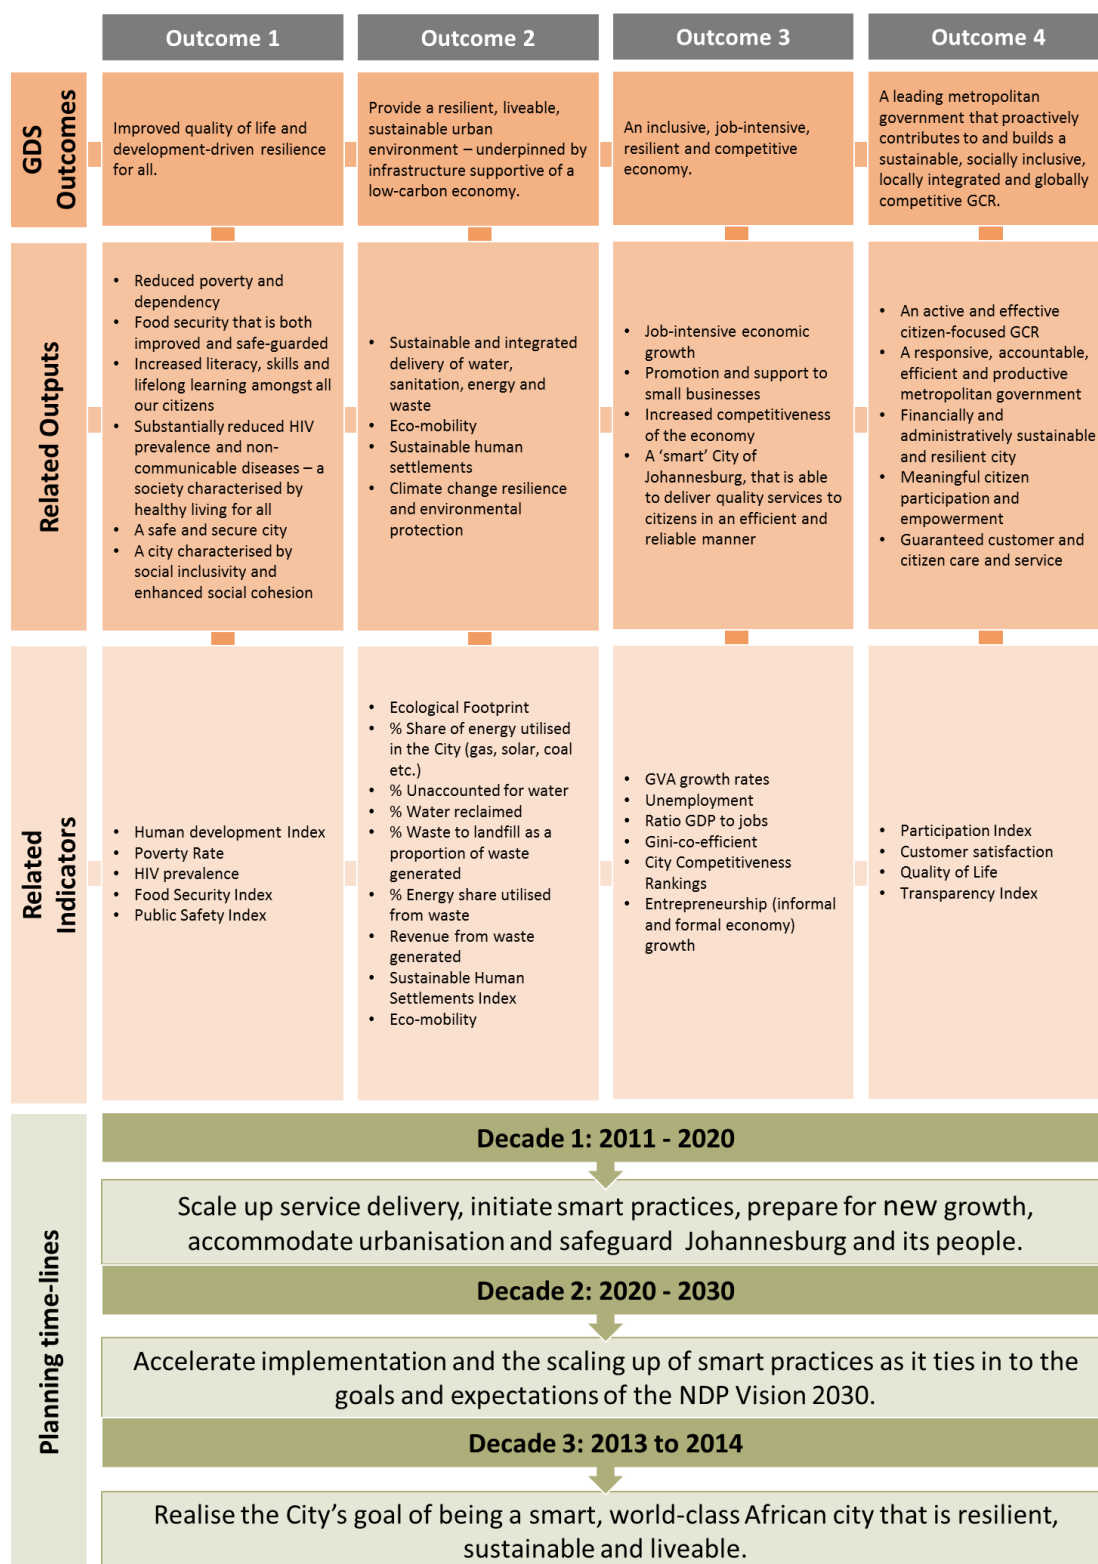 Outcome 1
Outcome 2
Outcome 3
Outcome 4
GDS
Outcomes
Improved quality of life and
development-driven resilience
for all.
Provide a resilient, liveable,
sustainable urban
environment – underpinned by
infrastructure supportive of a
low-carbon economy.
An inclusive, job-intensive,
resilient and competitive
economy.
A leading metropolitan
government that proactively
contributes to and builds a
sustainable, socially inclusive,
locally integrated and globally
competitive GCR.
Related Outputs
• Reduced poverty and
dependency
• Food security that is both
improved and safe-guarded
• Increased literacy, skills and
lifelong learning amongst all
our citizens
• Substantially reduced HIV
prevalence and non-
communicable diseases – a
society characterised by
healthy living for all
• A safe and secure city
• A city characterised by
social inclusivity and
enhanced social cohesion
• Sustainable and integrated
delivery of water,
sanitation, energy and
waste
• Eco-mobility
• Sustainable human
settlements
• Climate change resilience
and environmental
protection
• Job-intensive economic
growth
• Promotion and support to
small businesses
• Increased competitiveness
of the economy
• A ‘smart’ City of
Johannesburg, that is able
to deliver quality services to
citizens in an efficient and
reliable manner
• An active and effective
citizen-focused GCR
• A responsive, accountable,
efficient and productive
metropolitan government
• Financially and
administratively sustainable
and resilient city
• Meaningful citizen
participation and
empowerment
• Guaranteed customer and
citizen care and service
Related
Indicators
• Human development Index
• Poverty Rate
• HIV prevalence
• Food Security Index
• Public Safety Index
• Ecological Footprint
• % Share of energy utilised
in the City (gas, solar, coal
etc.)
• % Unaccounted for water
• % Water reclaimed
• % Waste to landfill as a
proportion of waste
generated
• % Energy share utilised
from waste
• Revenue from waste
generated
• Sustainable Human
Settlements Index
• Eco-mobility
• GVA growth rates
• Unemployment
• Ratio GDP to jobs
• Gini-co-efficient
• City Competitiveness
Rankings
• Entrepreneurship (informal
and formal economy)
growth
• Participation Index
• Customer satisfaction
• Quality of Life
• Transparency Index
Planning time-lines
Decade 1: 2011 - 2020
Scale up service delivery, initiate smart practices, prepare for new growth,
accommodate urbanisation and safeguard Johannesburg and its people.
Decade 2: 2020 - 2030
Accelerate implementation and the scaling up of smart practices as it ties in to the
goals and expectations of the NDP Vision 2030.
Decade 3: 2013 to 2014
Realise the City’s goal of being a smart, world-class African city that is resilient,
sustainable and liveable.